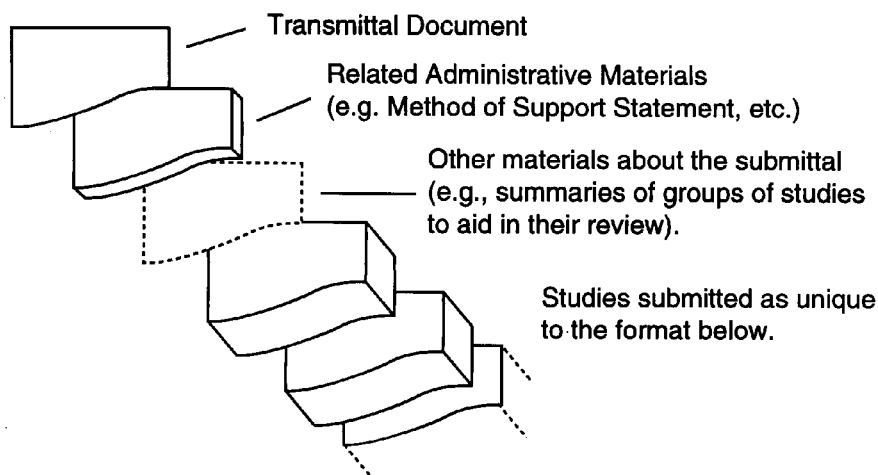 Transmittal Document
Related Administrative Materials
(e.g. Method of Support Statement, etc.)
Other materials about the submittal
(e.g., summaries of groups of studies
to aid in their review).
Studies submitted as unique
to the format below.